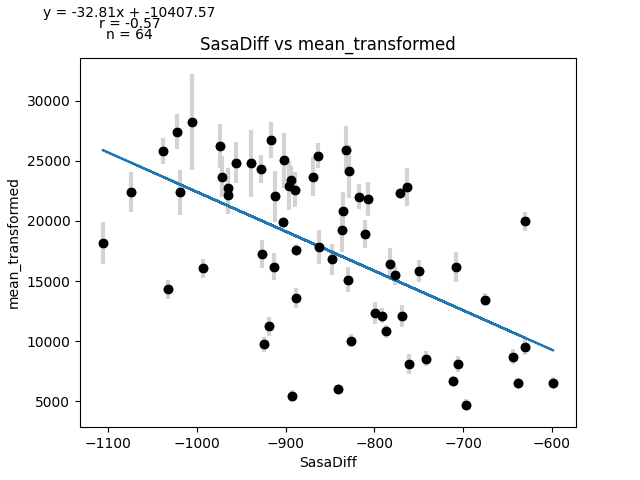 y = -32.81x + -10407.57
r = -0.57
n = 64
SasaDiff vs mean_transformed
30000
25000
20000
15000
10000
5000
mean_transformed
−1100
−1000
−900
−800
−700
−600
SasaDiff